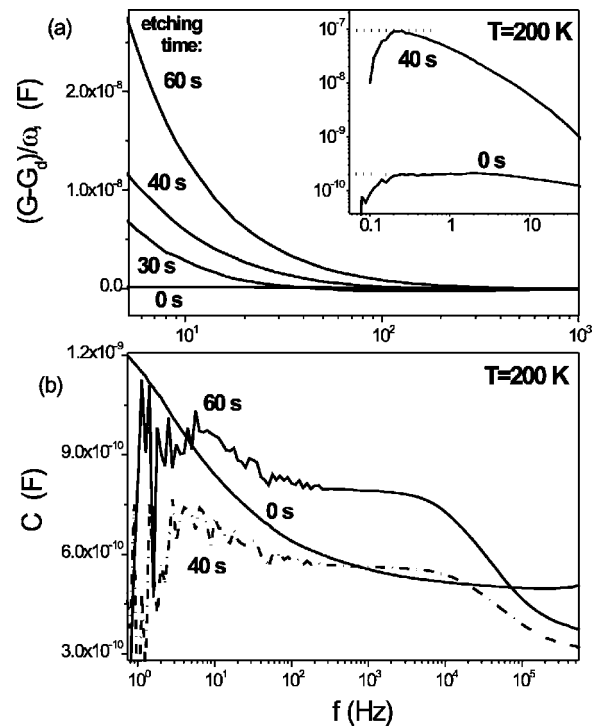 (a)
etching
time:
60 s
40 s
30 s
0 s
(G-G_d)/ω, (F)
2.0x10⁻⁸
1.0x10⁻⁸
0.0
10¹ 10² 10³
T=200 K
10⁻⁷
10⁻⁸
10⁻⁹
10⁻¹⁰
40 s
0 s
0.1 1 10
(b)
T=200 K
1.2x10⁻⁹
9.0x10⁻¹⁰
6.0x10⁻¹⁰
3.0x10⁻¹⁰
C (F)
60 s
0 s
40 s
10⁰ 10¹ 10² 10³ 10⁴ 10⁵
f (Hz)